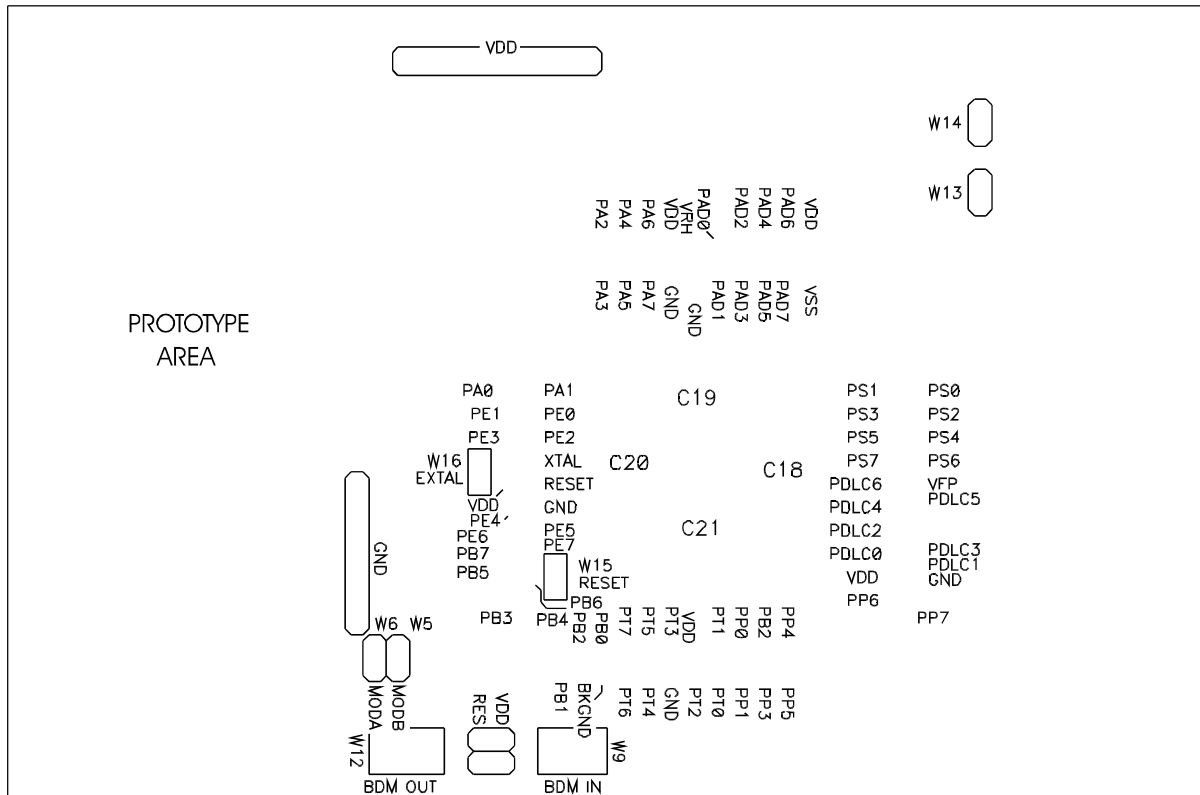 VDD
W14
W13
PA2 PA4 PA6 VDD VRH PAD0 PAD2 PAD4 PAD6 VDD
PA3 PA5 PA7 GND GND PAD1 PAD3 PAD5 PAD7 VSS
PROTOTYPE
AREA
PA0 PA1 C19 PS1 PS0
PE1 PE0 PS3 PS2
PE3 PE2 PS5 PS4
W16 XTAL C20 C18 PS7 PS6
EXTAL RESET PDLC6 VFP
VDD GND PDLC4 PDLC5
PE4 C21
PE6 PE5 PDLC2
PB7 PE7 PDLC0 PDLC3
PB5 W15 PDLC1
RESET VDD GND
GND
PB6 PP6
PB3 PB4 PB2 PB0 PT7 PT5 PT3 VDD PT1 PP0 PB2 PP4 PP7
W6 W5
MODA MODB RES VDD PB1 BKGND PT6 PT4 GND PT2 PT0 PP1 PP3 PP5
W12 W9
BDM OUT BDM IN